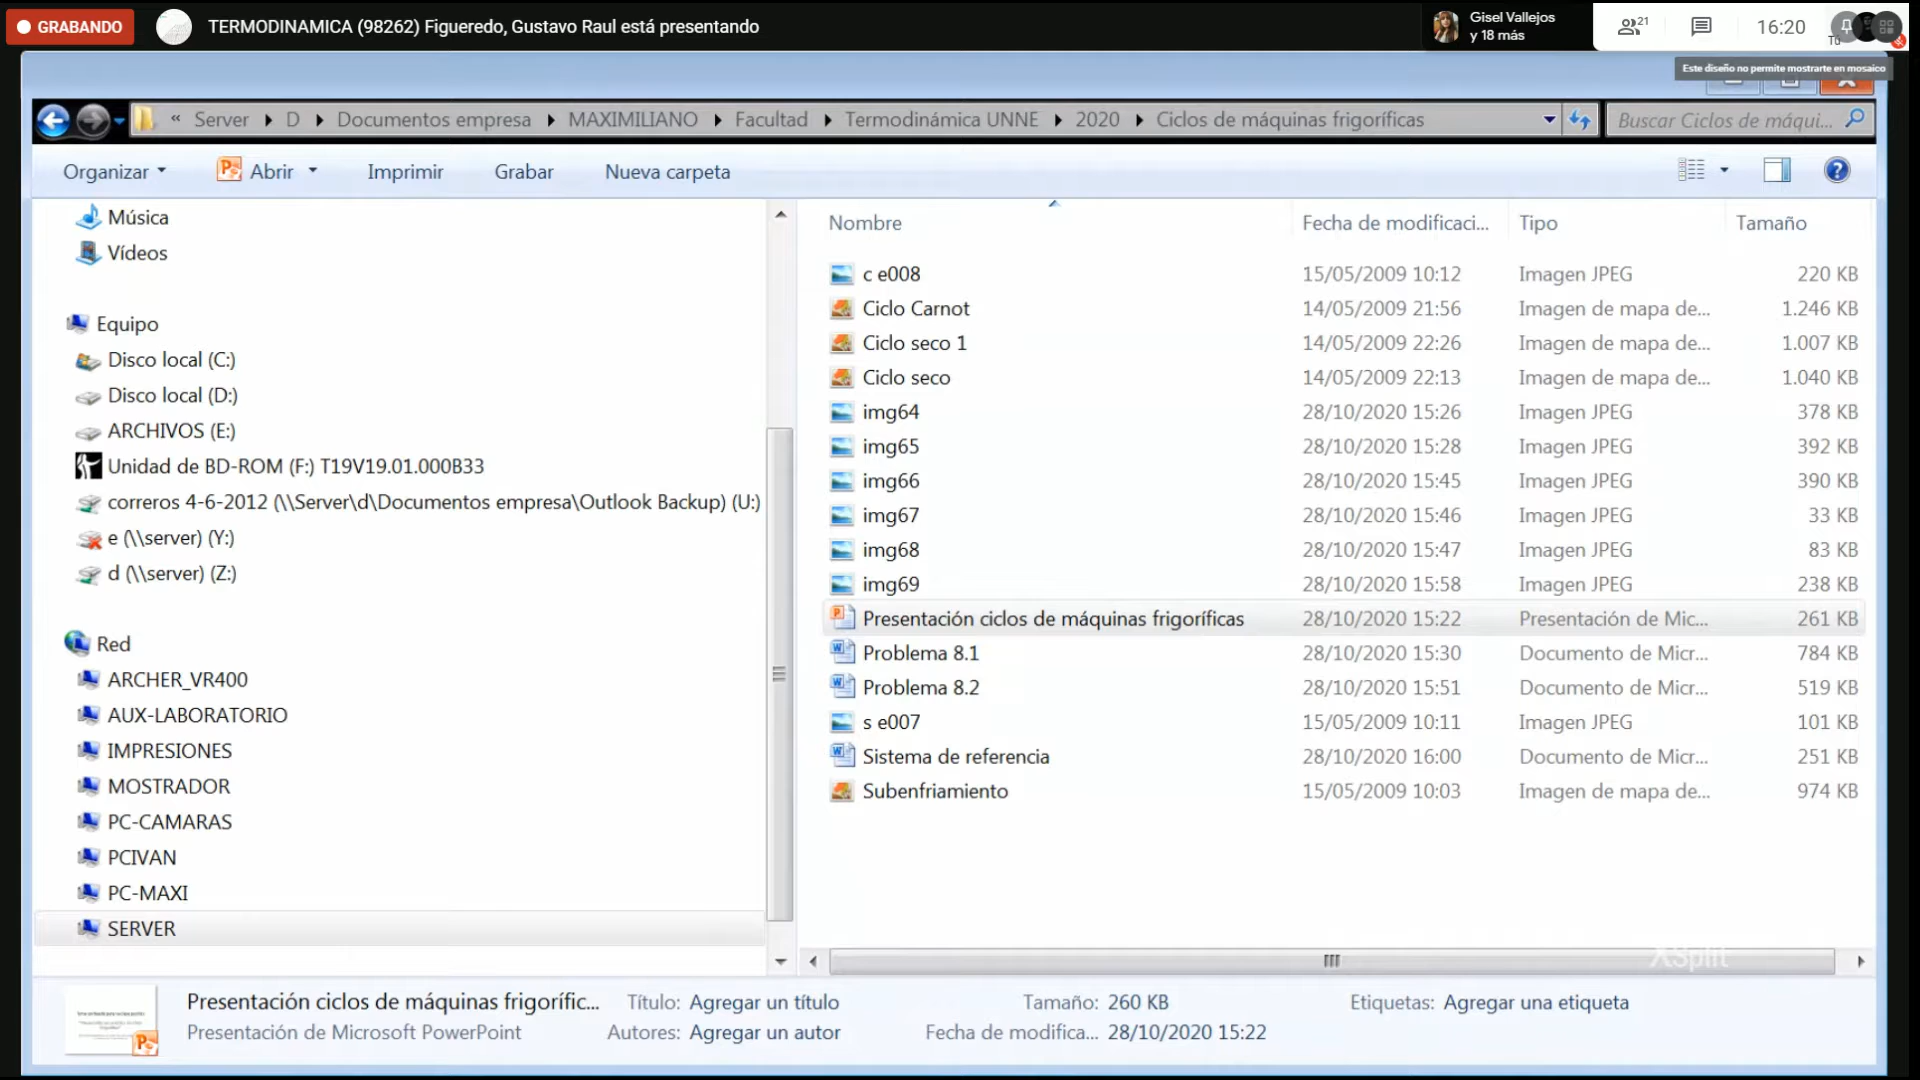 GRABANDO
TERMODINAMICA (98262) Figueredo, Gustavo Raul está presentando
Gisel Vallejos
y 18 más
21
16:20
Tú
Este diseño no permite mostrarte en mosaico
« Server D Documentos empresa MAXIMILIANO Facultad Termodinámica UNNE 2020 Ciclos de máquinas frigoríficas
Buscar Ciclos de máqui...
Organizar Abrir Imprimir Grabar Nueva carpeta
Música
Vídeos
Equipo
Disco local (C:)
Disco local (D:)
ARCHIVOS (E:)
Unidad de BD-ROM (F:) T19V19.01.000B33
correros 4-6-2012 (\\Server\d\Documentos empresa\Outlook Backup) (U:)
e (\\server) (Y:)
d (\\server) (Z:)
Red
ARCHER_VR400
AUX-LABORATORIO
IMPRESIONES
MOSTRADOR
PC-CAMARAS
PCIVAN
PC-MAXI
SERVER
Nombre Fecha de modificaci... Tipo Tamaño
c e008 15/05/2009 10:12 Imagen JPEG 220 KB
Ciclo Carnot 14/05/2009 21:56 Imagen de mapa de... 1.246 KB
Ciclo seco 1 14/05/2009 22:26 Imagen de mapa de... 1.007 KB
Ciclo seco 14/05/2009 22:13 Imagen de mapa de... 1.040 KB
img64 28/10/2020 15:26 Imagen JPEG 378 KB
img65 28/10/2020 15:28 Imagen JPEG 392 KB
img66 28/10/2020 15:45 Imagen JPEG 390 KB
img67 28/10/2020 15:46 Imagen JPEG 33 KB
img68 28/10/2020 15:47 Imagen JPEG 83 KB
img69 28/10/2020 15:58 Imagen JPEG 238 KB
Presentación ciclos de máquinas frigoríficas 28/10/2020 15:22 Presentación de Mic... 261 KB
Problema 8.1 28/10/2020 15:30 Documento de Micr... 784 KB
Problema 8.2 28/10/2020 15:51 Documento de Micr... 519 KB
s e007 15/05/2009 10:11 Imagen JPEG 101 KB
Sistema de referencia 28/10/2020 16:00 Documento de Micr... 251 KB
Subenfriamiento 15/05/2009 10:03 Imagen de mapa de... 974 KB
XSplit
Presentación ciclos de máquinas frigorífic... Título: Agregar un título Tamaño: 260 KB Etiquetas: Agregar una etiqueta
Presentación de Microsoft PowerPoint Autores: Agregar un autor Fecha de modifica... 28/10/2020 15:22